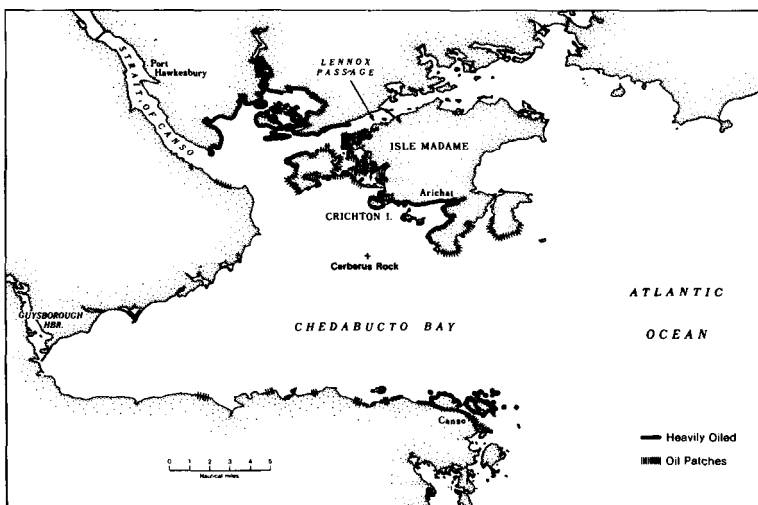 Port
Hawkesbury
STRAIT OF CANSO
LENNOX
PASSAGE
ISLE MADAME
Arichat
CRICHTON I.
Cerberus Rock
ATLANTIC
OCEAN
GUYSBOROUGH
HBR.
CHEDABUCTO BAY
Canso
Heavily Oiled
Oil Patches
0 1 2 3 4 5
Nautical miles